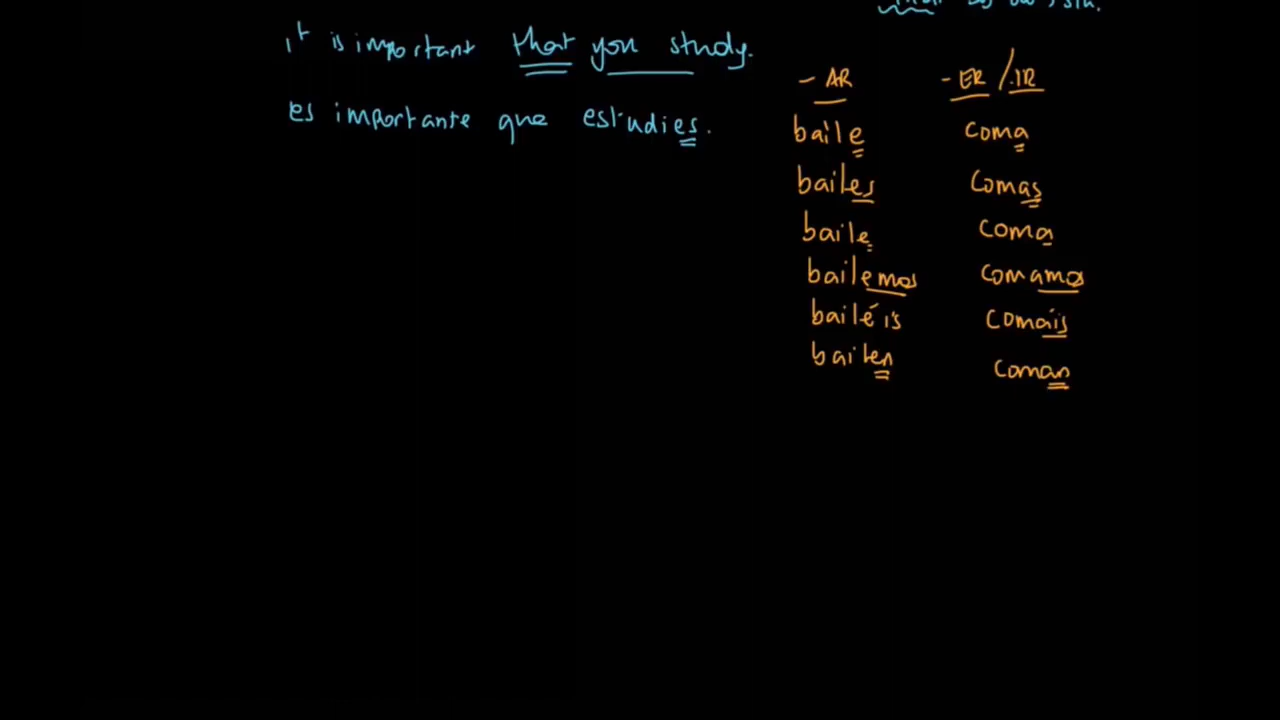 it is important that you study.
es importante que estudies.
- AR - ER / .IR
baile coma
bailes comas
baile coma
bailemos comamos
bailéis comáis
bailen coman